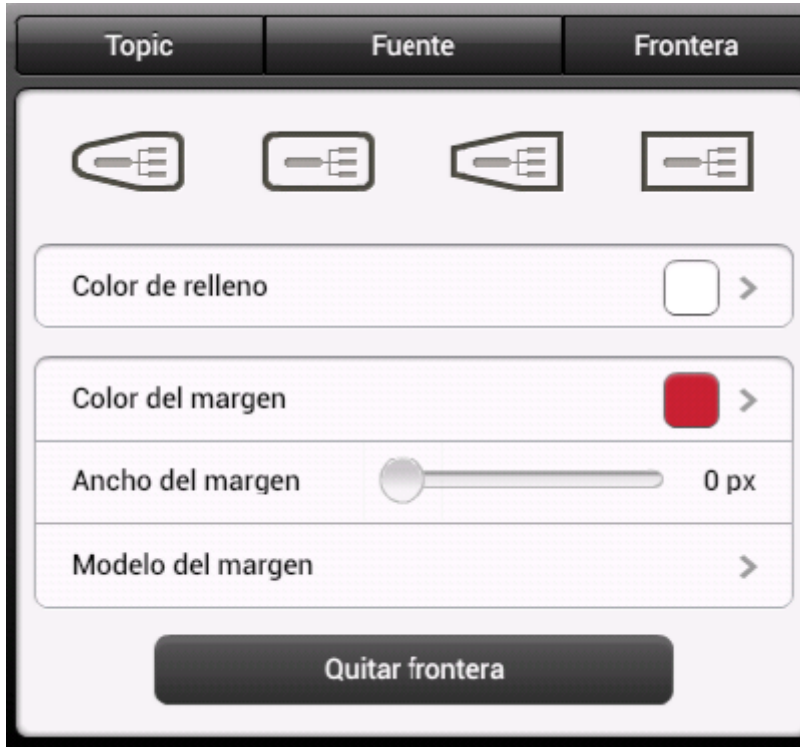 Topic
Fuente
Frontera
Color de relleno
Color del margen
Ancho del margen 0 px
Modelo del margen
Quitar frontera